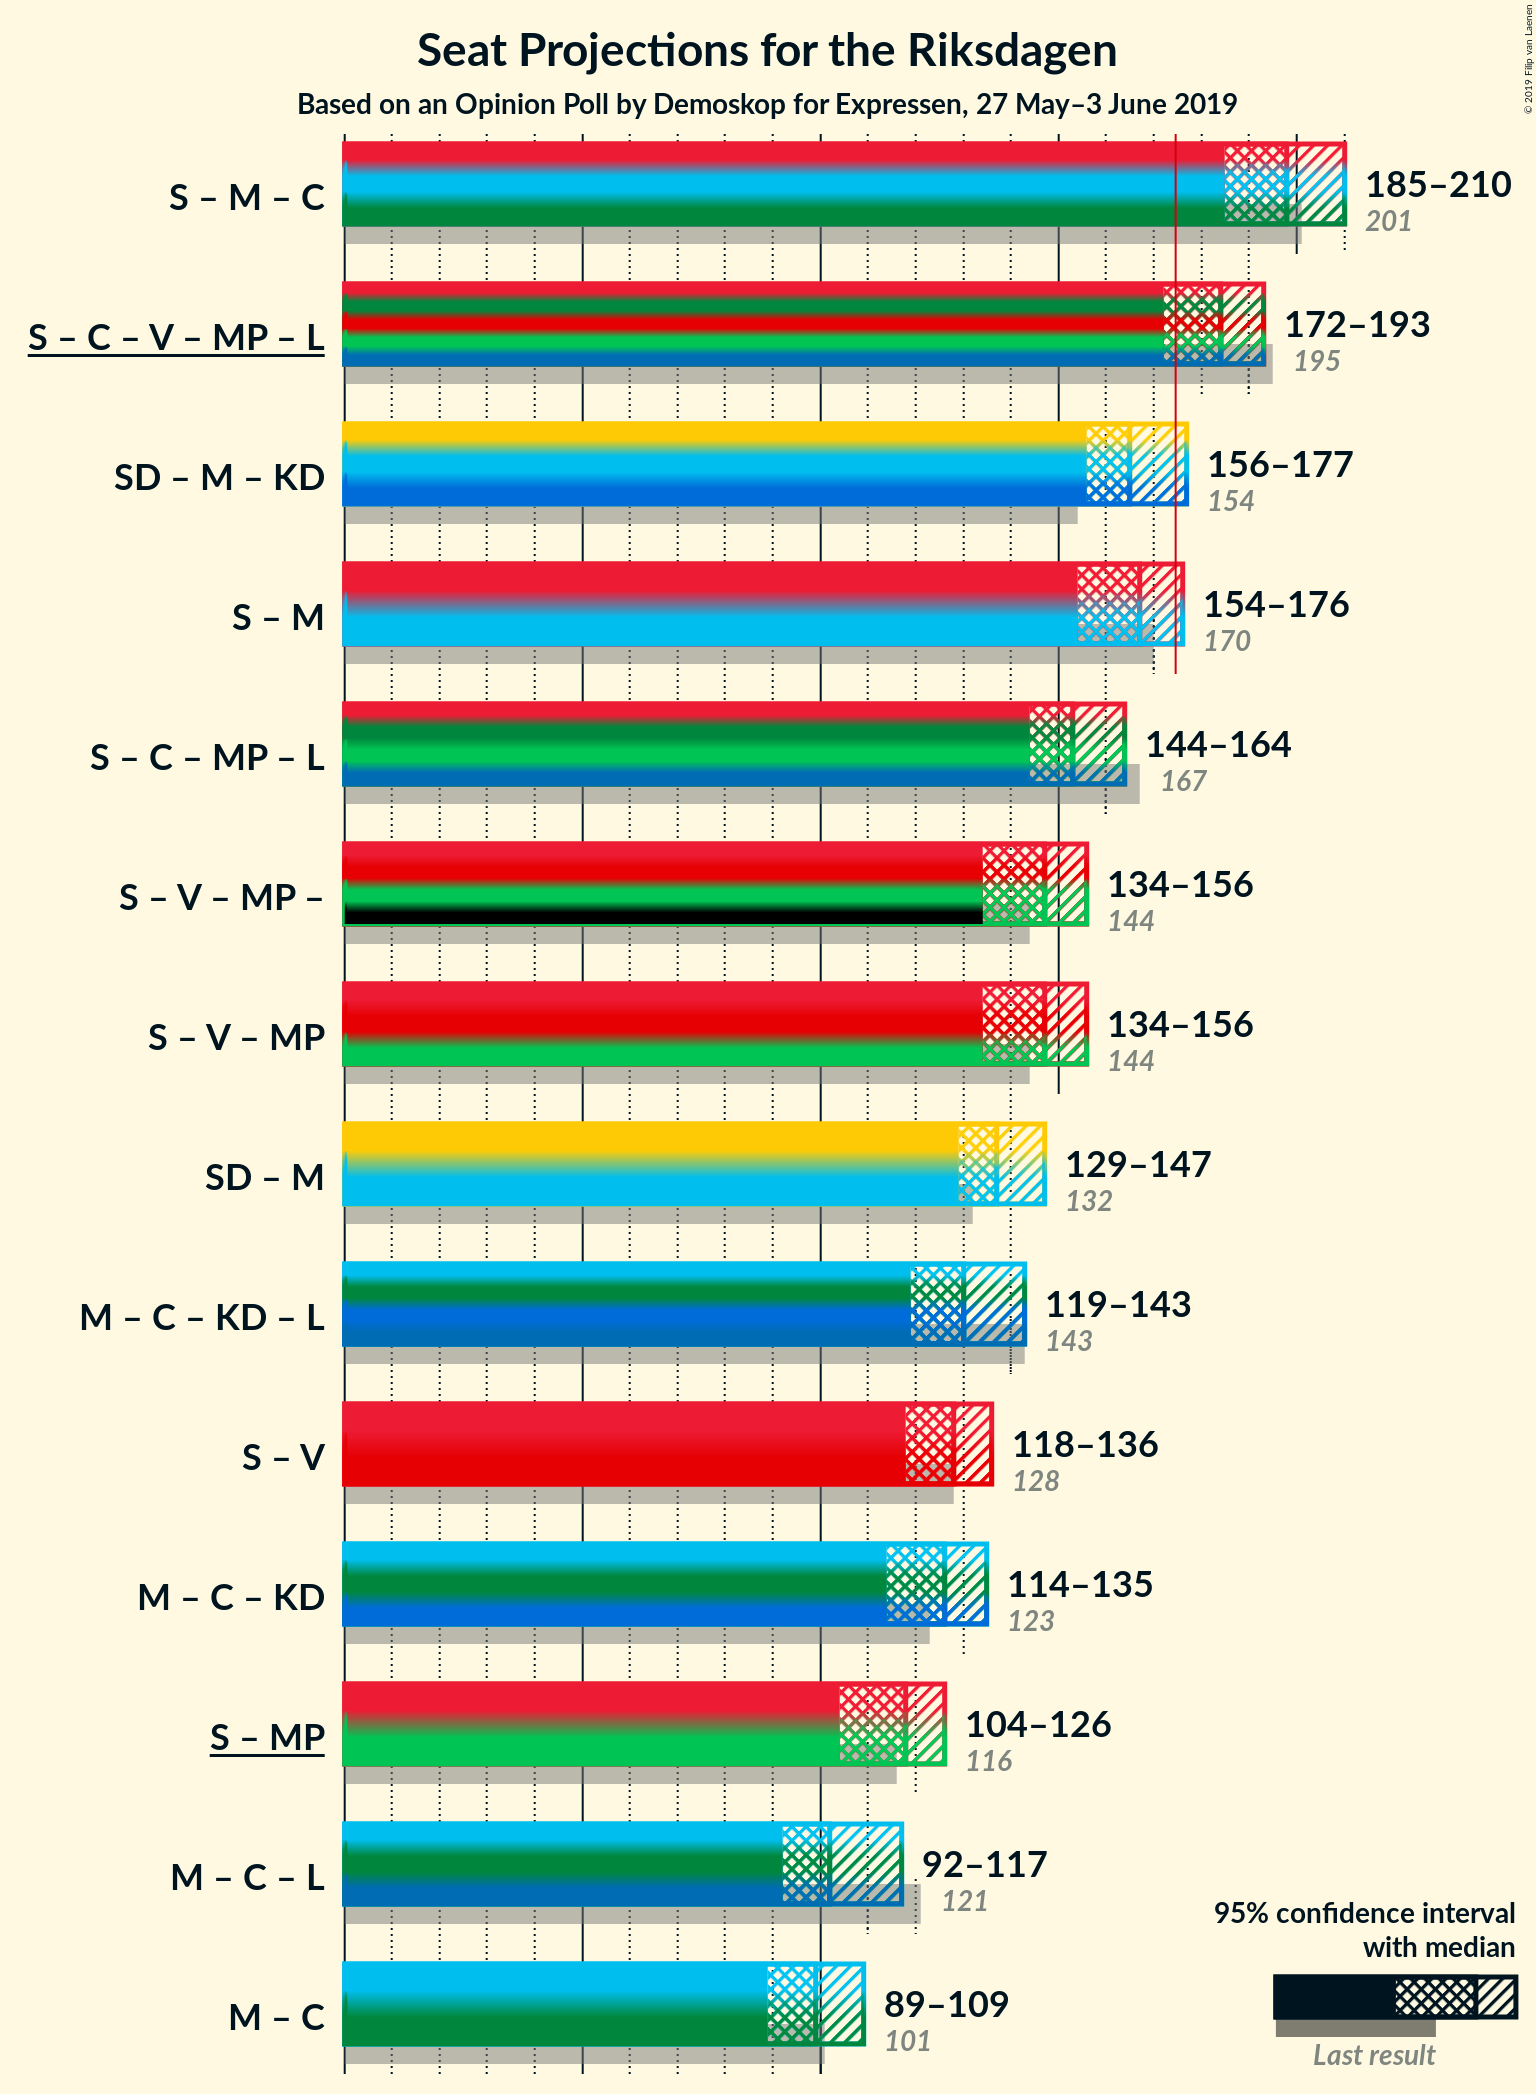 Seat Projections for the Riksdagen
Based on an Opinion Poll by Demoskop for Expressen, 27 May–3 June 2019
© 2019 Filip van Laenen
S – M – C
185–210
201
S – C – V – MP – L
172–193
195
SD – M – KD
156–177
154
S – M
154–176
170
S – C – MP – L
144–164
167
S – V – MP –
134–156
144
S – V – MP
134–156
144
SD – M
129–147
132
M – C – KD – L
119–143
143
S – V
118–136
128
M – C – KD
114–135
123
S – MP
104–126
116
M – C – L
92–117
121
M – C
89–109
101
95% confidence interval
with median
Last result